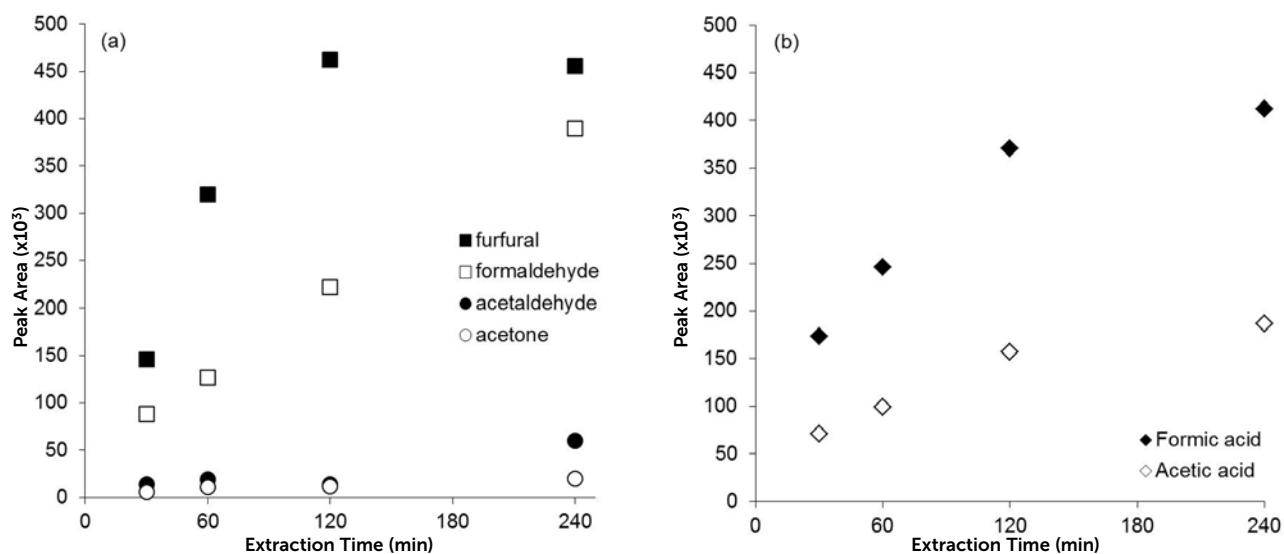 (a)
500
450
400
350
300
250
200
150
100
50
0
0
60
120
180
240
Peak Area (x10³)
Extraction Time (min)
furfural
formaldehyde
acetaldehyde
acetone
(b)
500
450
400
350
300
250
200
150
100
50
0
0
60
120
180
240
Peak Area (x10³)
Extraction Time (min)
Formic acid
Acetic acid